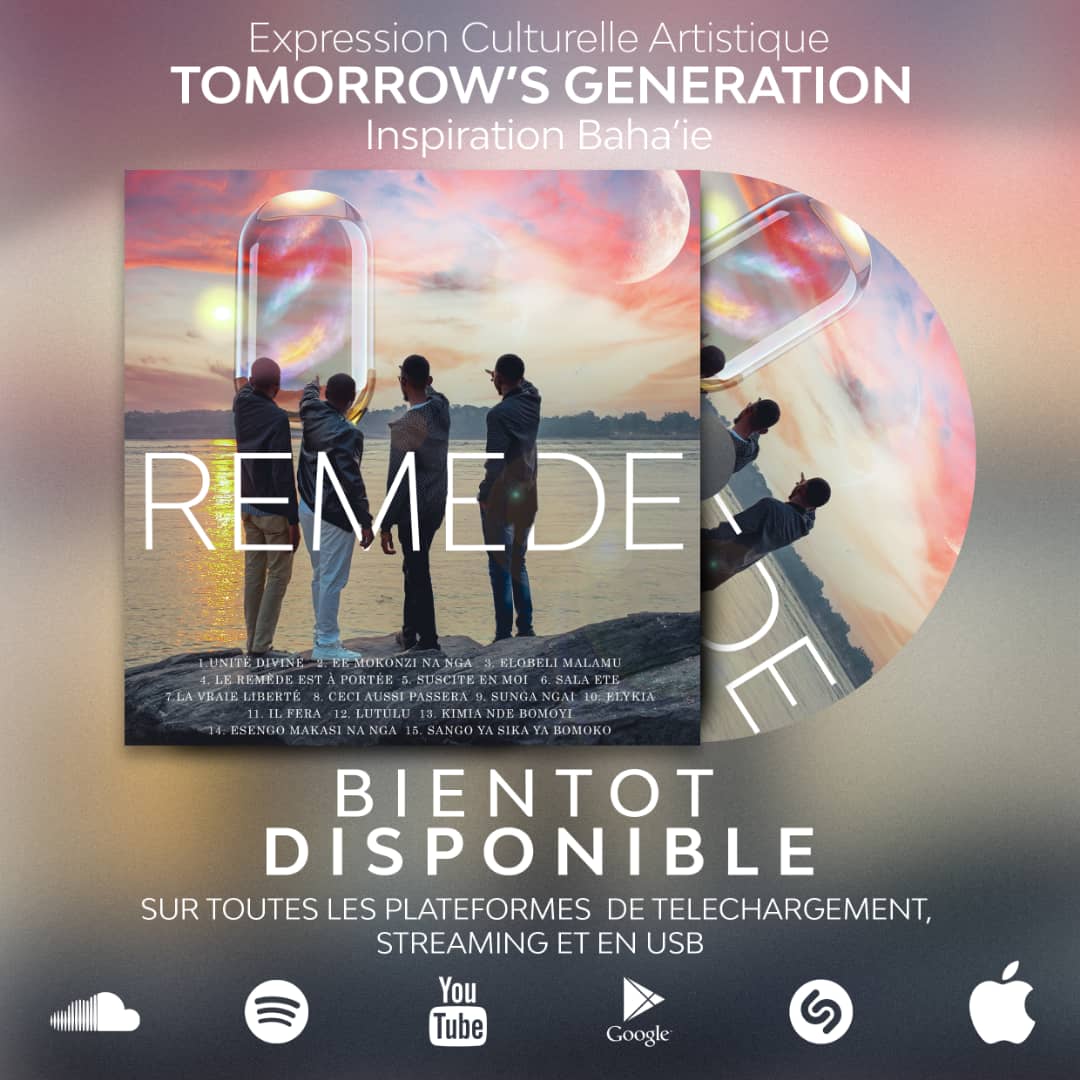 Expression Culturelle Artistique
TOMORROW'S GENERATION
Inspiration Baha'ie
REMEDE
1.UNITÉ DIVINE 2. EE MOKONZI NA NGA 3. ELOBELI MALAMU
4. LE REMÈDE EST À PORTÉE 5. SUSCITE EN MOI 6. SALA ETE
7.LA VRAIE LIBERTÉ 8. CECI AUSSI PASSERA 9. SUNGA NGAI 10. ELYKIA
11. IL FERA 12. LUTULU 13. KIMIA NDE BOMOYI
14. ESENGO MAKASI NA NGA 15. SANGO YA SIKA YA BOMOKO
EDE
BIENTOT
DISPONIBLE
SUR TOUTES LES PLATEFORMES DE TELECHARGEMENT,
STREAMING ET EN USB
You
Tube
Google